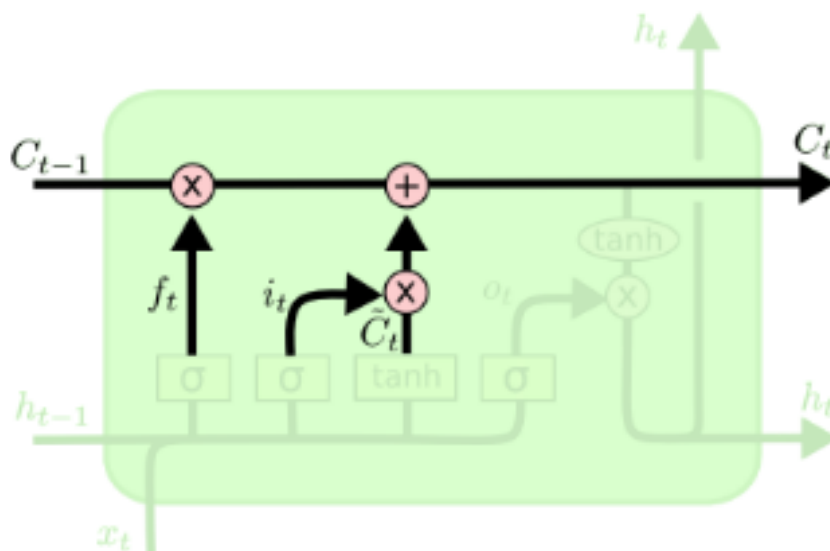 h_t
C_{t-1} × + C_t
tanh
f_t i_t × C̃_t o_t ×
σ σ tanh σ
h_{t-1} h_t
x_t